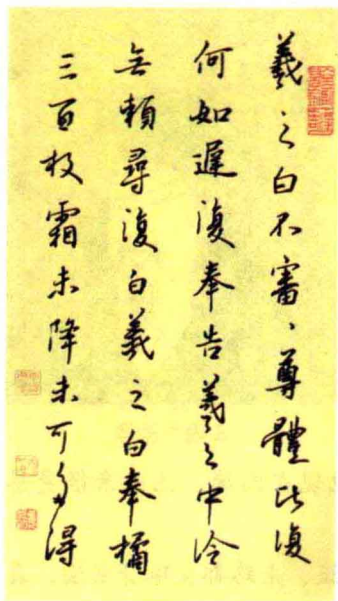 羲之白不審、尊體比復
何如遲復奉告羲之中冷
無賴尋復白羲之白奉橘
三百枚霜未降未可多得